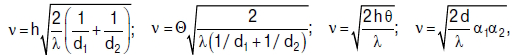 ν = h√(2/λ (1/d₁ + 1/d₂)); ν = Θ√(2/(λ(1/d₁ + 1/d₂))); ν = √(2hθ/λ); ν = √(2d/λ α₁α₂),